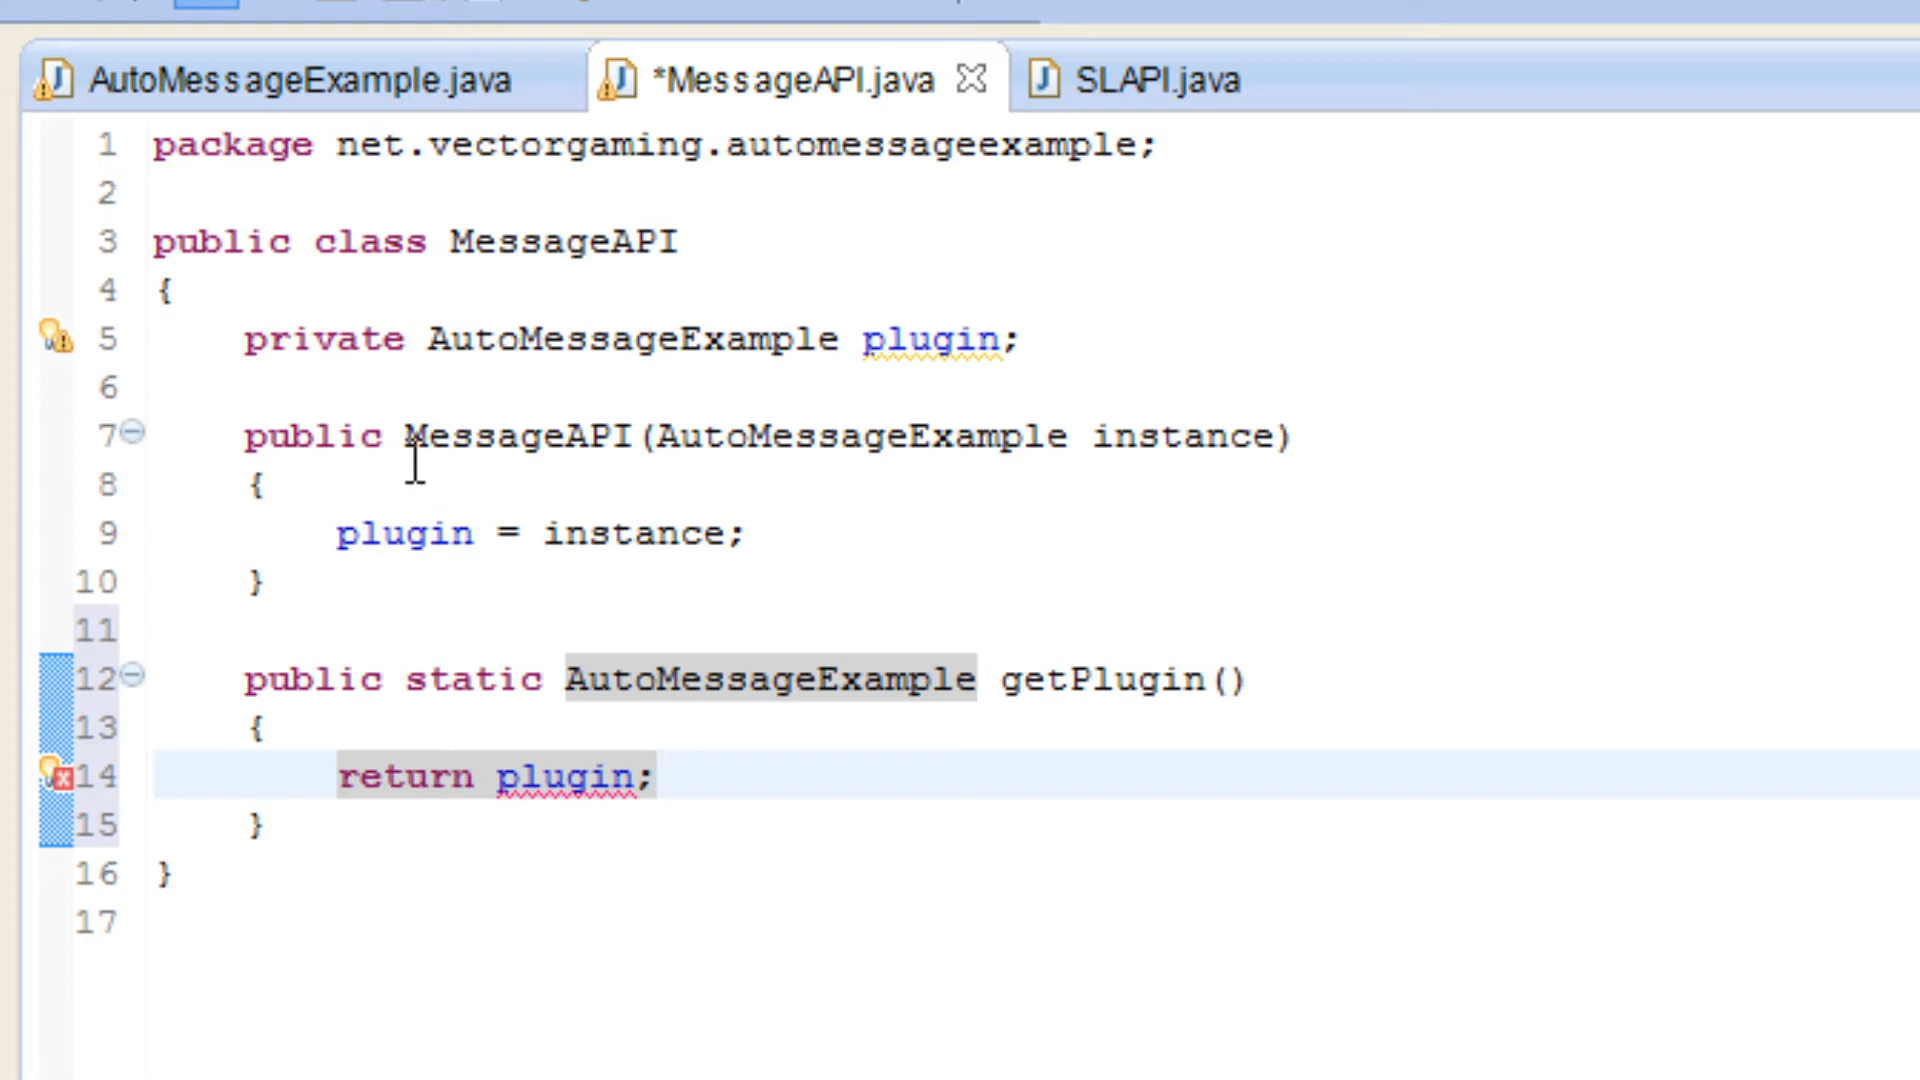 AutoMessageExample.java *MessageAPI.java SLAPI.java
1 package net.vectorgaming.automessageexample;
2
3 public class MessageAPI
4 {
5 private AutoMessageExample plugin;
6
7 public MessageAPI(AutoMessageExample instance)
8 {
9 plugin = instance;
10 }
11
12 public static AutoMessageExample getPlugin()
13 {
14 return plugin;
15 }
16 }
17